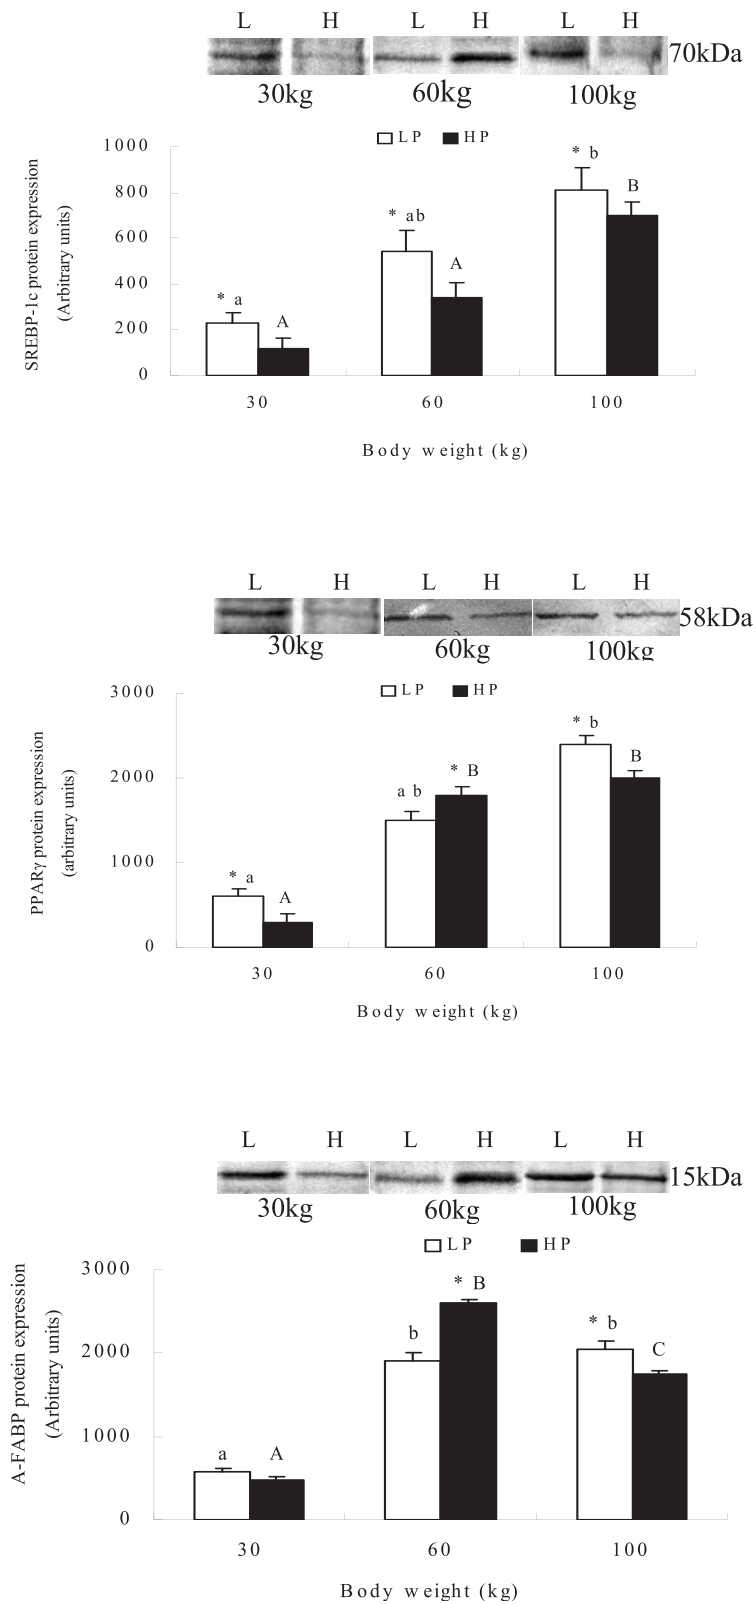 L H L H L H
70kDa
30kg 60kg 100kg
LP HP
SREBP-1c protein expression
(Arbitrary units)
1000
800
600
400
200
0
* a A * ab A * b B
30 60 100
Body weight (kg)
L H L H L H
58kDa
30kg 60kg 100kg
LP HP
PPARγ protein expression
(arbitrary units)
3000
2000
1000
0
* a A a b * B * b B
30 60 100
Body weight (kg)
L H L H L H
15kDa
30kg 60kg 100kg
LP HP
A-FABP protein expression
(Arbitrary units)
3000
2000
1000
0
a A b * B * b C
30 60 100
Body weight (kg)